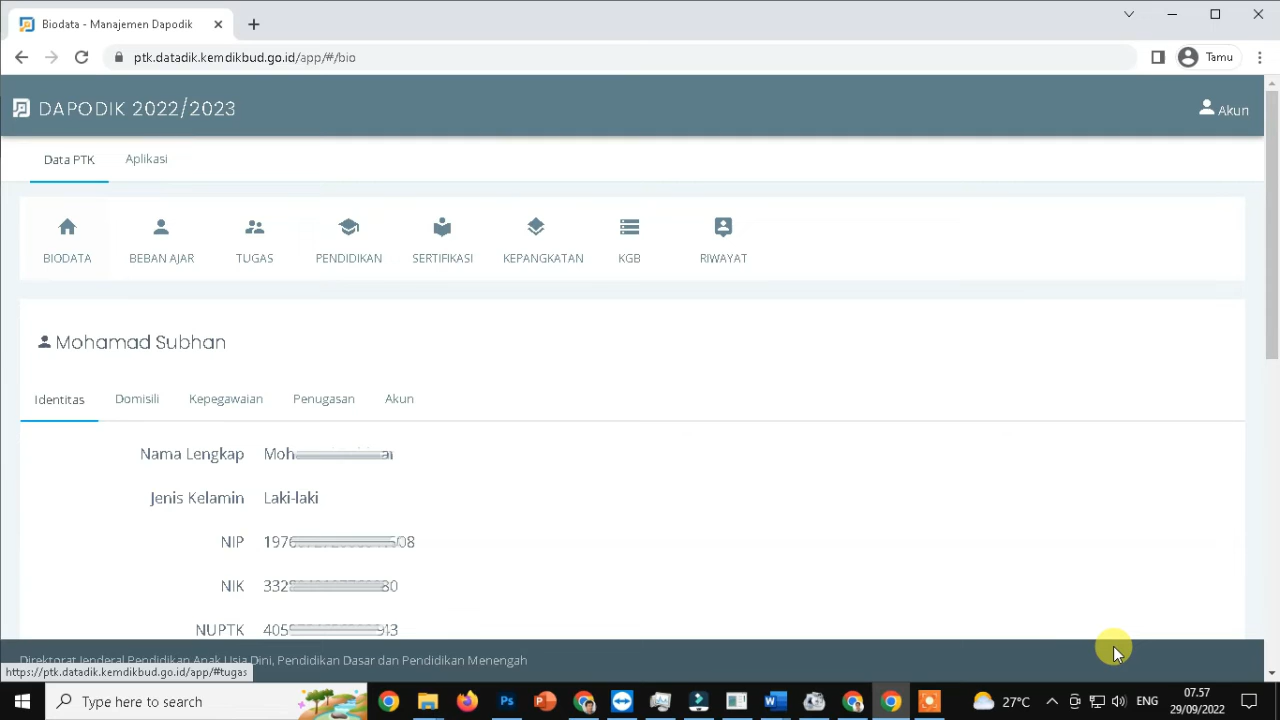 Biodata - Manajemen Dapodik
ptk.datadik.kemdikbud.go.id/app/#/bio
Tamu
DAPODIK 2022/2023
Akun
Data PTK Aplikasi
BIODATA BEBAN AJAR TUGAS PENDIDIKAN SERTIFIKASI KEPANGKATAN KGB RIWAYAT
Mohamad Subhan
Identitas Domisili Kepegawaian Penugasan Akun
Nama Lengkap
Jenis Kelamin Laki-laki
NIP
NIK
NUPTK
Direktorat Jenderal Pendidikan Anak Usia Dini, Pendidikan Dasar dan Pendidikan Menengah
https://ptk.datadik.kemdikbud.go.id/app/#tugas
Type here to search
27°C
ENG
07.57
29/09/2022